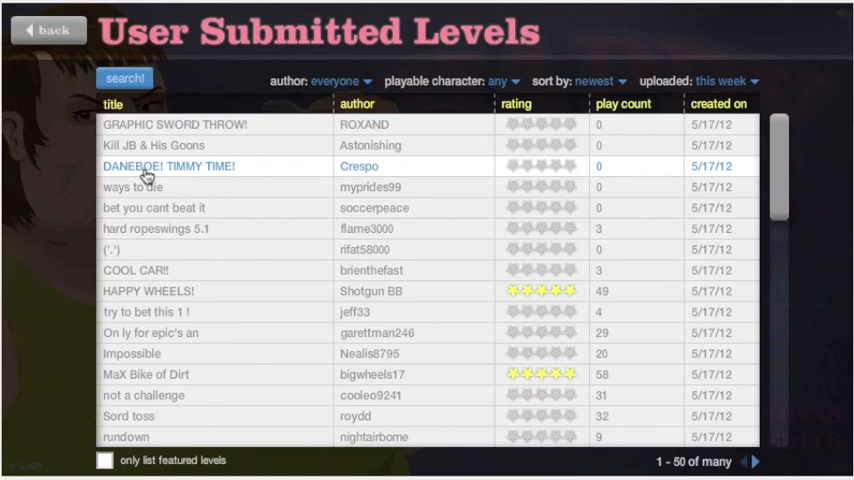 back
User Submitted Levels
search! author: everyone playable character: any sort by: newest uploaded: this week
title author rating play count created on
GRAPHIC SWORD THROW! ROXAND 0 5/17/12
Kill JB & His Goons Astonishing 0 5/17/12
DANEBOE! TIMMY TIME! Crespo 0 5/17/12
ways to die myprides99 0 5/17/12
bet you cant beat it soccerpeace 0 5/17/12
hard ropeswings 5.1 flame3000 3 5/17/12
('.') rifat58000 0 5/17/12
COOL CAR!! brienthefast 3 5/17/12
HAPPY WHEELS! Shotgun BB 49 5/17/12
try to bet this 1 ! jeff33 4 5/17/12
On ly for epic's an garettman246 29 5/17/12
Impossible Nealis8795 20 5/17/12
MaX Bike of Dirt bigwheels17 58 5/17/12
not a challenge cooleo9241 31 5/17/12
Sord toss roydd 32 5/17/12
rundown nightairborne 9 5/17/12
only list featured levels 1 - 50 of many